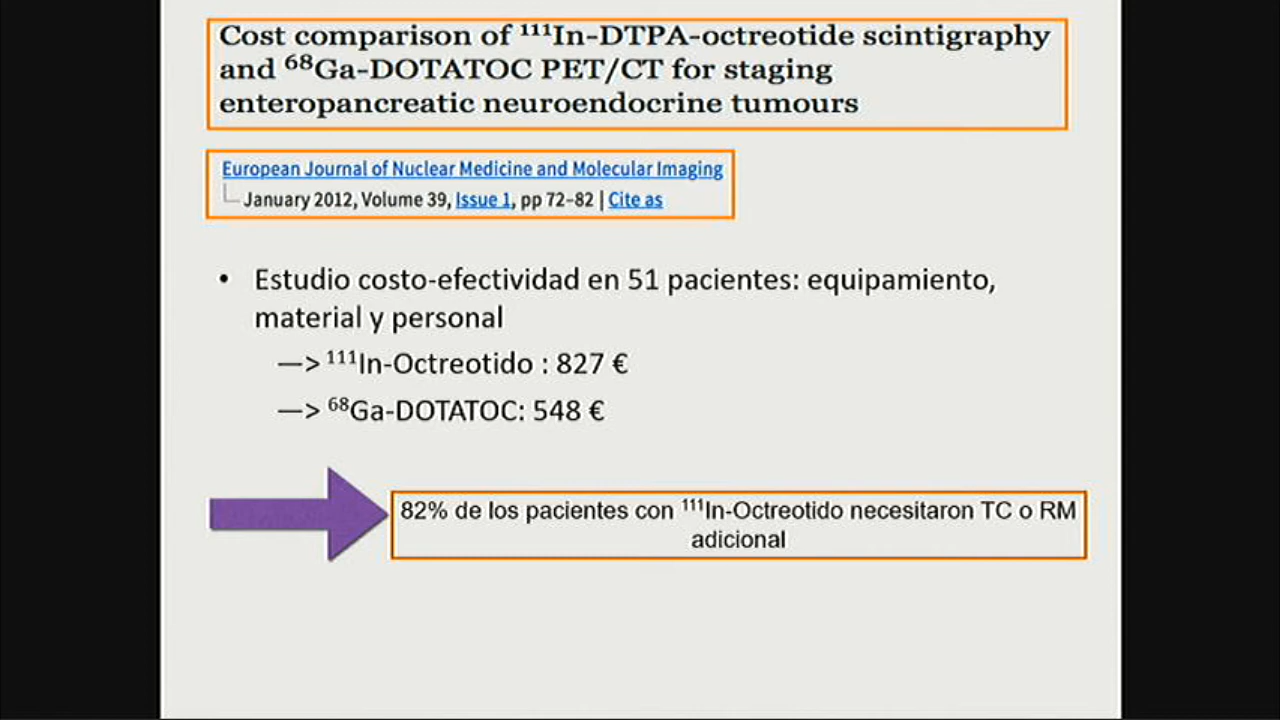 Cost comparison of ¹¹¹In-DTPA-octreotide scintigraphy
and ⁶⁸Ga-DOTATOC PET/CT for staging
enteropancreatic neuroendocrine tumours
European Journal of Nuclear Medicine and Molecular Imaging
January 2012, Volume 39, Issue 1, pp 72–82 | Cite as
• Estudio costo-efectividad en 51 pacientes: equipamiento,
material y personal
—> ¹¹¹In-Octreotido : 827 €
—> ⁶⁸Ga-DOTATOC: 548 €
82% de los pacientes con ¹¹¹In-Octreotido necesitaron TC o RM
adicional